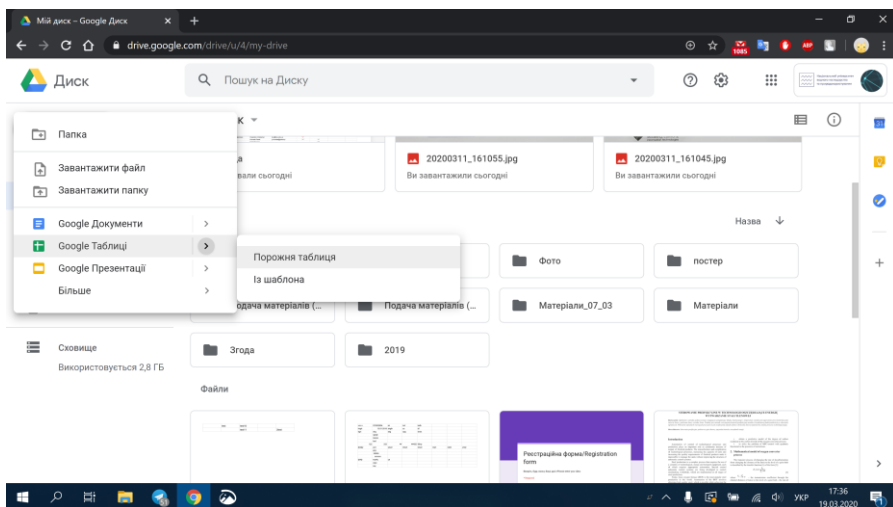 Мій диск – Google Диск
drive.google.com/drive/u/4/my-drive
1085
ABP
Диск
Пошук на Диску
Папка
Завантажити файл
Завантажити папку
Google Документи
Google Таблиці
Google Презентації
Більше
Порожня таблиця
Із шаблона
20200311_161055.jpg
20200311_161045.jpg
Ви завантажили сьогодні
Ви завантажили сьогодні
Назва
Фото
постер
Подача матеріалів (...
Матеріали_07_03
Матеріали
Сховище
Використовується 2,8 ГБ
Згода
2019
Файли
Реєстраційна форма/Registration form
УКР
17:36
19.03.2020